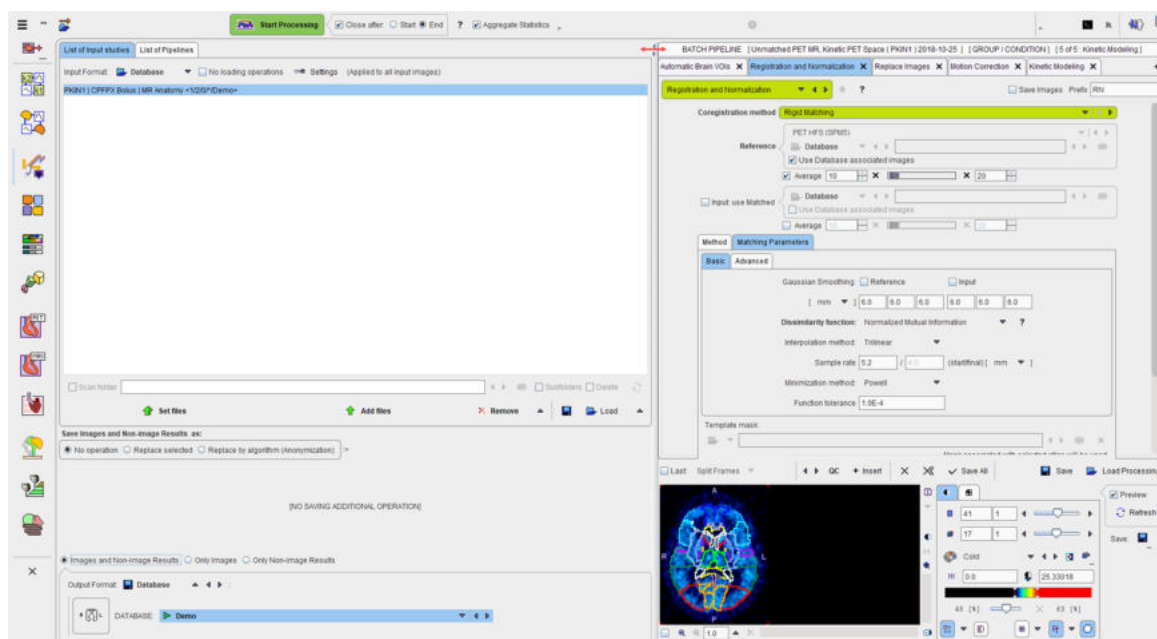 Start Processing Close after: Start End ? Aggregate Statistics
List of Input studies List of Pipelines
Input Format: Database No loading operations Settings (Applied to all input images)
PKIN1 | CPFPX Bolus | MR Anatomy <1/2/0/*/Demo>
Scan folder Subfolders Delete
Set files Add files Remove Load
Save Images and Non-image Results as:
No operation Replace selected Replace by algorithm (Anonymization) >
[NO SAVING ADDITIONAL OPERATION]
Images and Non-image Results Only Images Only Non-image Results
Output Format: Database :
DATABASE: Demo
BATCH PIPELINE [Unmatched PET MR, Kinetic PET Space ( PKIN1 ) 2018-10-25 ] [GROUP / CONDITION] [ 5 of 5 : Kinetic Modeling]
Automatic Brain VOIs X Registration and Normalization X Replace Images X Motion Correction X Kinetic Modeling X
Registration and Normalization ? Save Images Prefix RN
Coregistration method Rigid Matching
PET HFS (SPM5)
Reference Database
Use Database associated images
Average 10 20
Input: use Matched Database
Use Database associated images
Average
Method Matching Parameters
Basic Advanced
Gaussian Smoothing: Reference Input
[ mm ] 6.0 6.0 6.0 6.0 6.0 6.0
Dissimilarity function: Normalized Mutual Information ?
Interpolation method: Trilinear
Sample rate 5.2 / (start/final) [ mm ]
Minimization method: Powell
Function tolerance 1.0E-4
Template mask:
Last Split Frames QC + Insert Save All Save Load Processing
A
R L
P
1.0
41 1
17 1
Cold
0.0 25.33018
[%] 63 [%]
Preview
Refresh
Save: